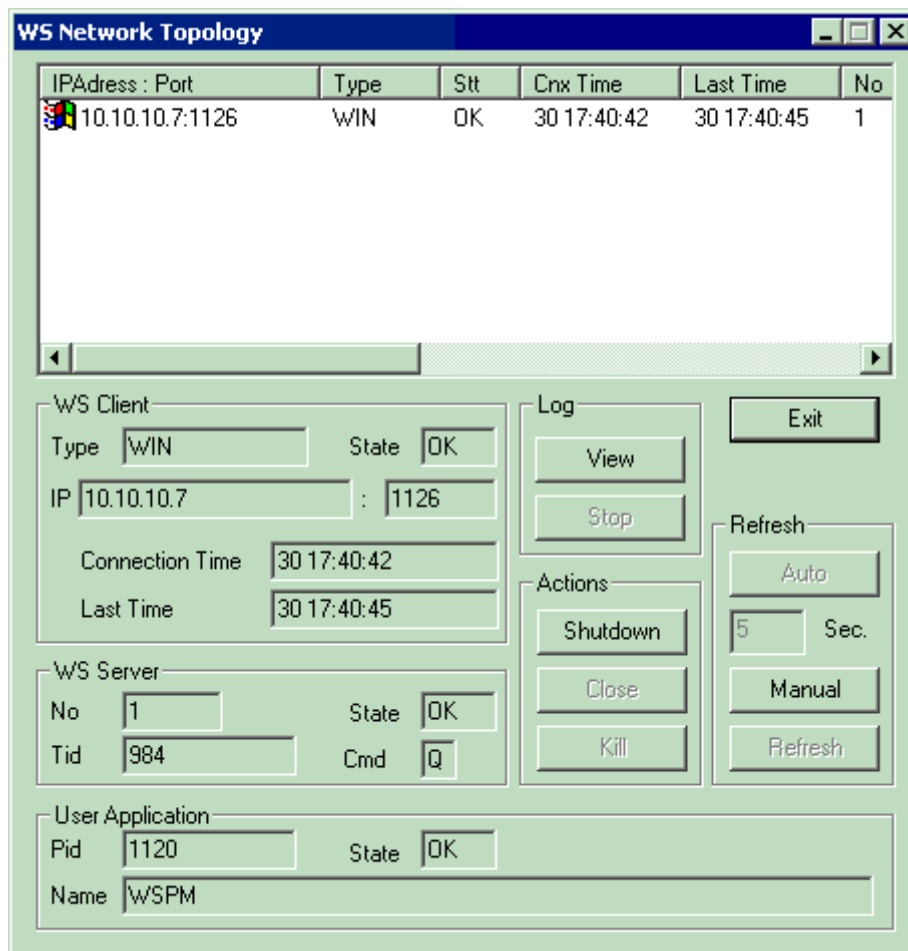 WS Network Topology
IPAdress : Port Type Stt Cnx Time Last Time No
10.10.10.7:1126 WIN OK 30 17:40:42 30 17:40:45 1
WS Client
Type WIN State OK
IP 10.10.10.7 : 1126
Connection Time 30 17:40:42
Last Time 30 17:40:45
Log
View
Stop
Exit
Refresh
Auto
5 Sec.
Manual
Refresh
Actions
Shutdown
Close
Kill
WS Server
No 1 State OK
Tid 984 Cmd Q
User Application
Pid 1120 State OK
Name WSPM